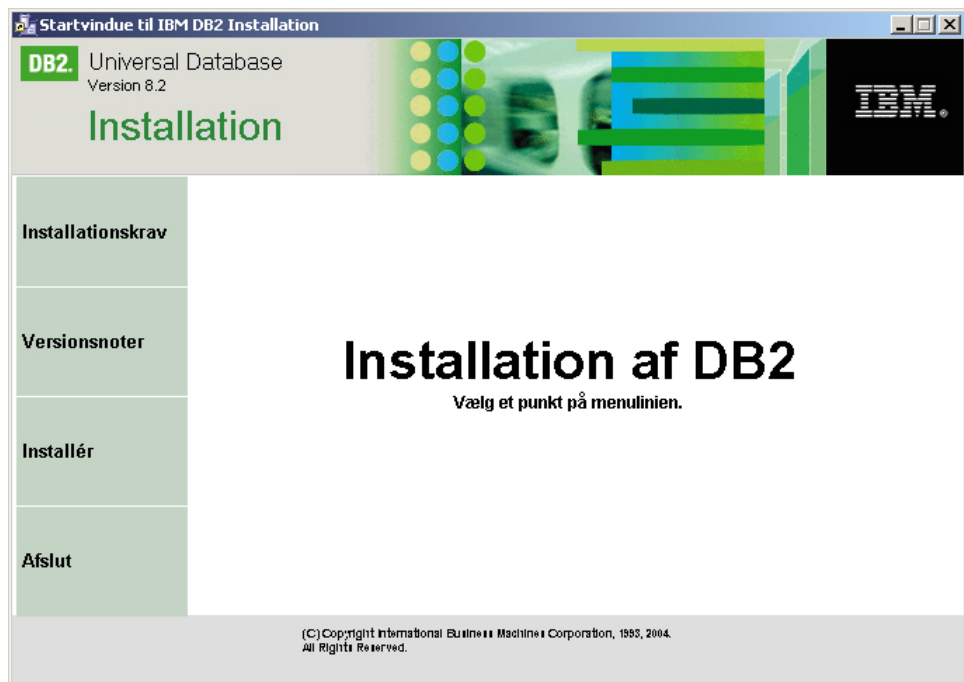 Startvindue til IBM DB2 Installation
DB2. Universal Database
Version 8.2
Installation
IBM®
Installationskrav
Versionsnoter
Installér
Afslut
Installation af DB2
Vælg et punkt på menulinien.
(C) Copyright International Business Machines Corporation, 1993, 2004.
All Rights Reserved.